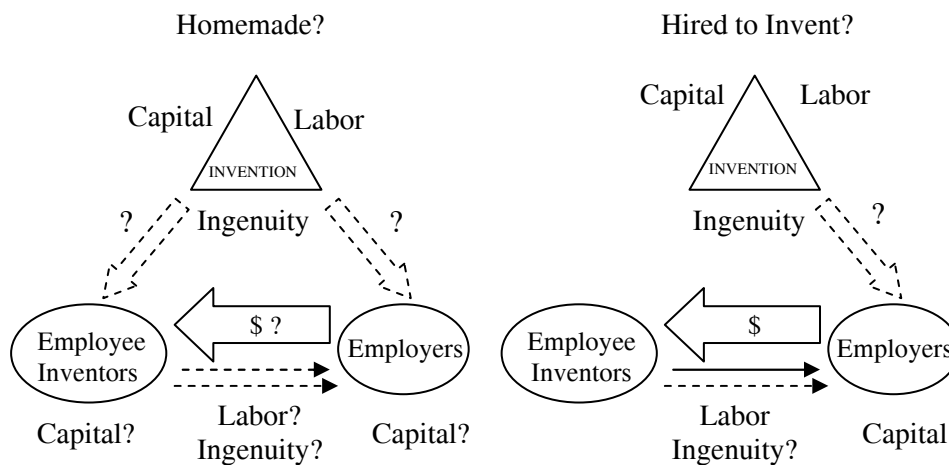 Homemade?
Capital
Labor
INVENTION
Ingenuity
?
?
$ ?
Employee
Inventors
Employers
Labor?
Ingenuity?
Capital?
Capital?
Hired to Invent?
Capital
Labor
INVENTION
Ingenuity
?
$
Employee
Inventors
Employers
Labor
Ingenuity?
Capital